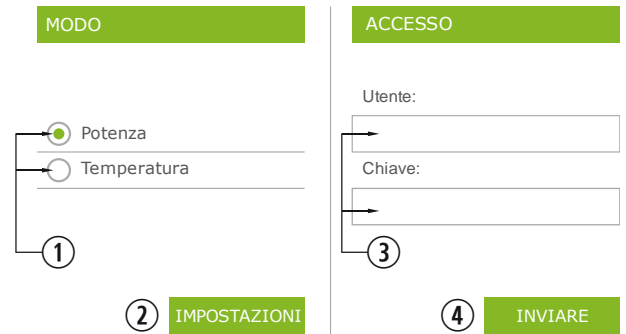 MODO
Potenza
Temperatura
1
2 IMPOSTAZIONI
ACCESSO
Utente:
Chiave:
3
4 INVIARE